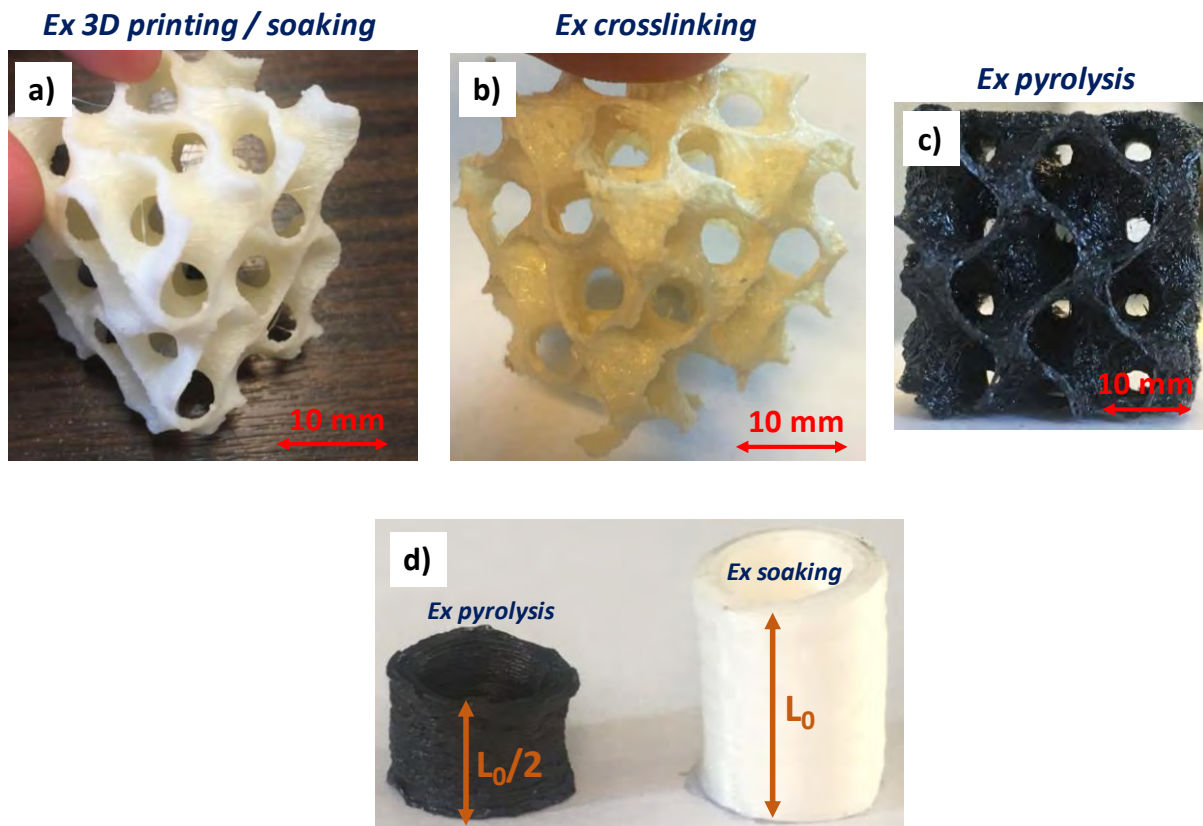 Ex 3D printing / soaking
Ex crosslinking
Ex pyrolysis
a)
b)
c)
10 mm
10 mm
10 mm
d)
Ex soaking
Ex pyrolysis
L₀
L₀/2